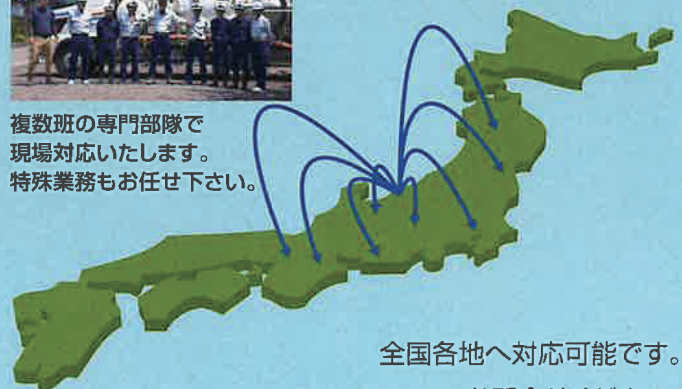 複数班の専門部隊で
現場対応いたします。
特殊業務もお任せ下さい。
全国各地へ対応可能です。